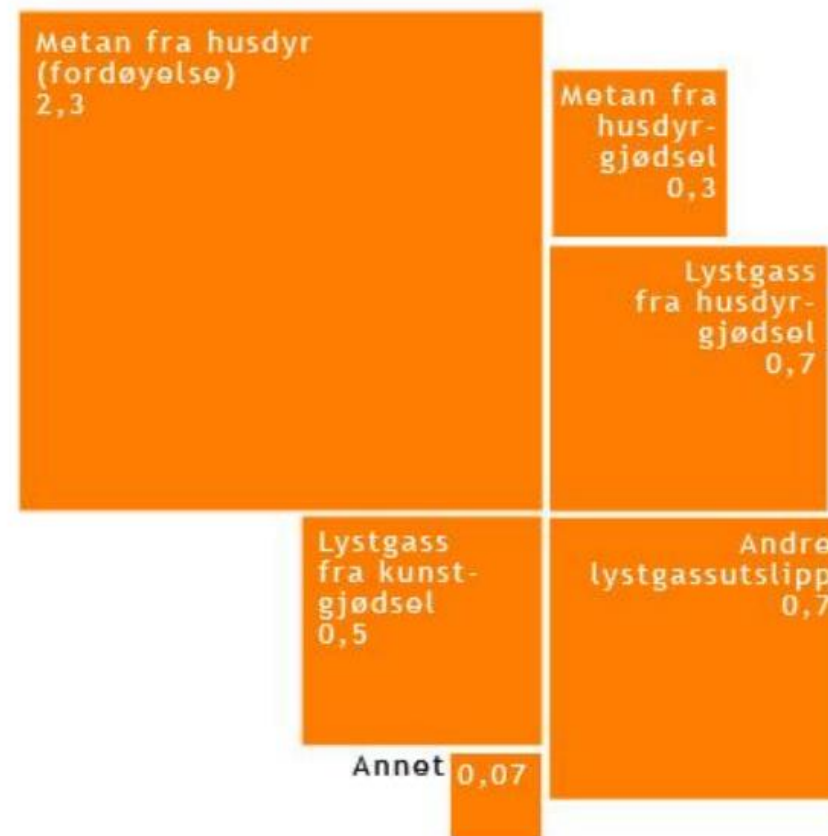 Metan fra husdyr
(fordøyelse)
2,3
Metan fra
husdyr-
gjødsel
0,3
Lystgass
fra husdyr-
gjødsel
0,7
Lystgass
fra kunst-
gjødsel
0,5
Andre
lystgassutslipp
0,7
Annet
0,07